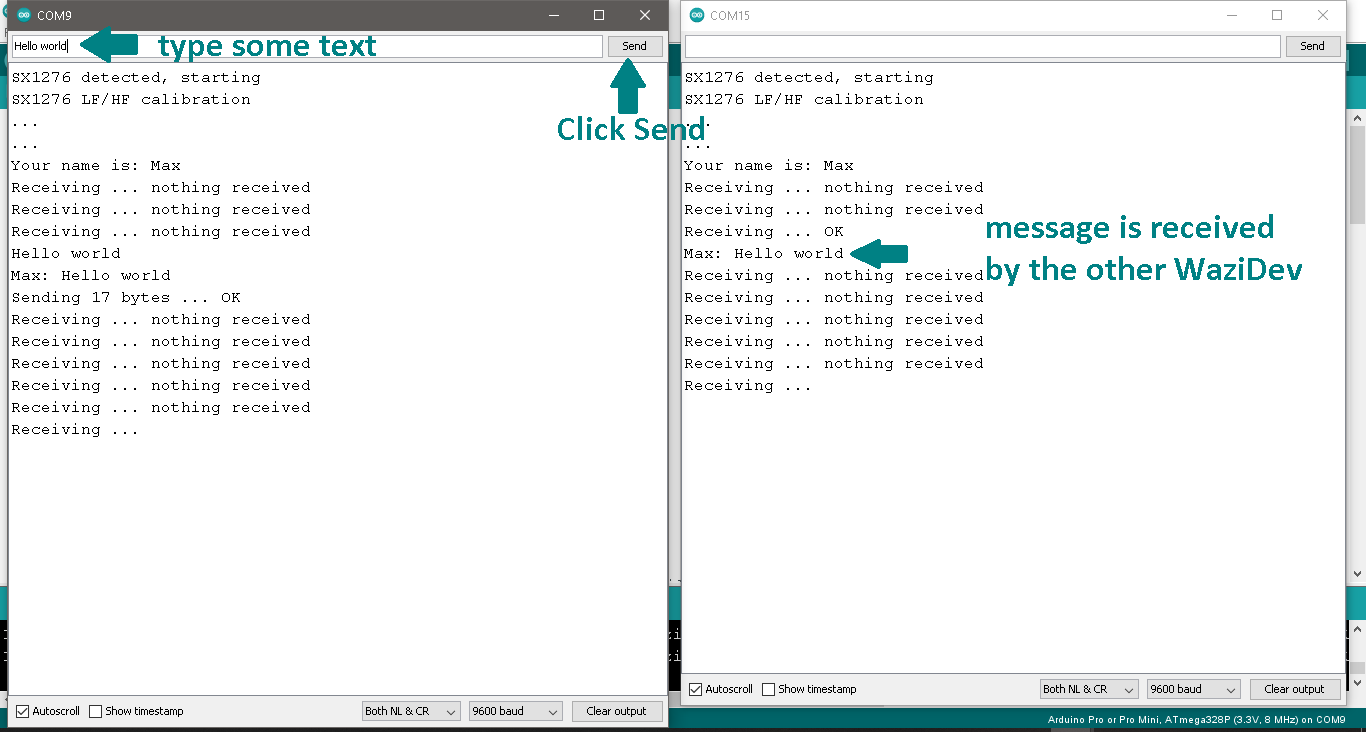 COM9
Hello world
type some text
Send
Click Send
SX1276 detected, starting
SX1276 LF/HF calibration
...
...
Your name is: Max
Receiving ... nothing received
Receiving ... nothing received
Receiving ... nothing received
Hello world
Max: Hello world
Sending 17 bytes ... OK
Receiving ... nothing received
Receiving ... nothing received
Receiving ... nothing received
Receiving ... nothing received
Receiving ... nothing received
Receiving ...
Autoscroll
Show timestamp
Both NL & CR
9600 baud
Clear output
COM15
Send
SX1276 detected, starting
SX1276 LF/HF calibration
...
...
Your name is: Max
Receiving ... nothing received
Receiving ... nothing received
Receiving ... OK
Max: Hello world
message is received
by the other WaziDev
Receiving ... nothing received
Receiving ... nothing received
Receiving ... nothing received
Receiving ... nothing received
Receiving ... nothing received
Receiving ...
Autoscroll
Show timestamp
Both NL & CR
9600 baud
Clear output
Arduino Pro or Pro Mini, ATmega328P (3.3V, 8 MHz) on COM9